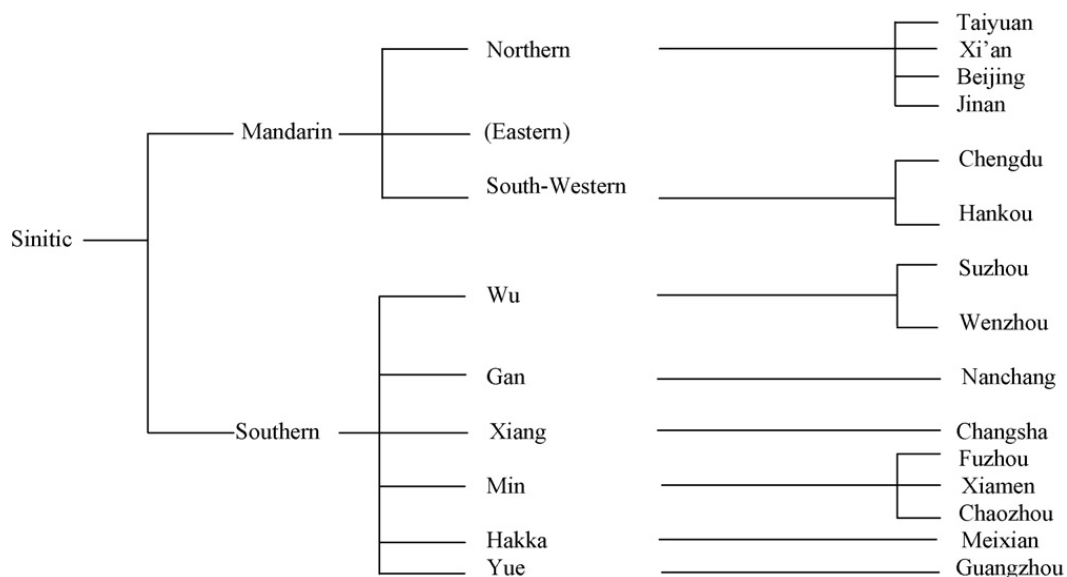 Sinitic
Mandarin
Northern
Taiyuan
Xi’an
Beijing
Jinan
(Eastern)
South-Western
Chengdu
Hankou
Southern
Wu
Suzhou
Wenzhou
Gan
Nanchang
Xiang
Changsha
Min
Fuzhou
Xiamen
Chaozhou
Hakka
Meixian
Yue
Guangzhou